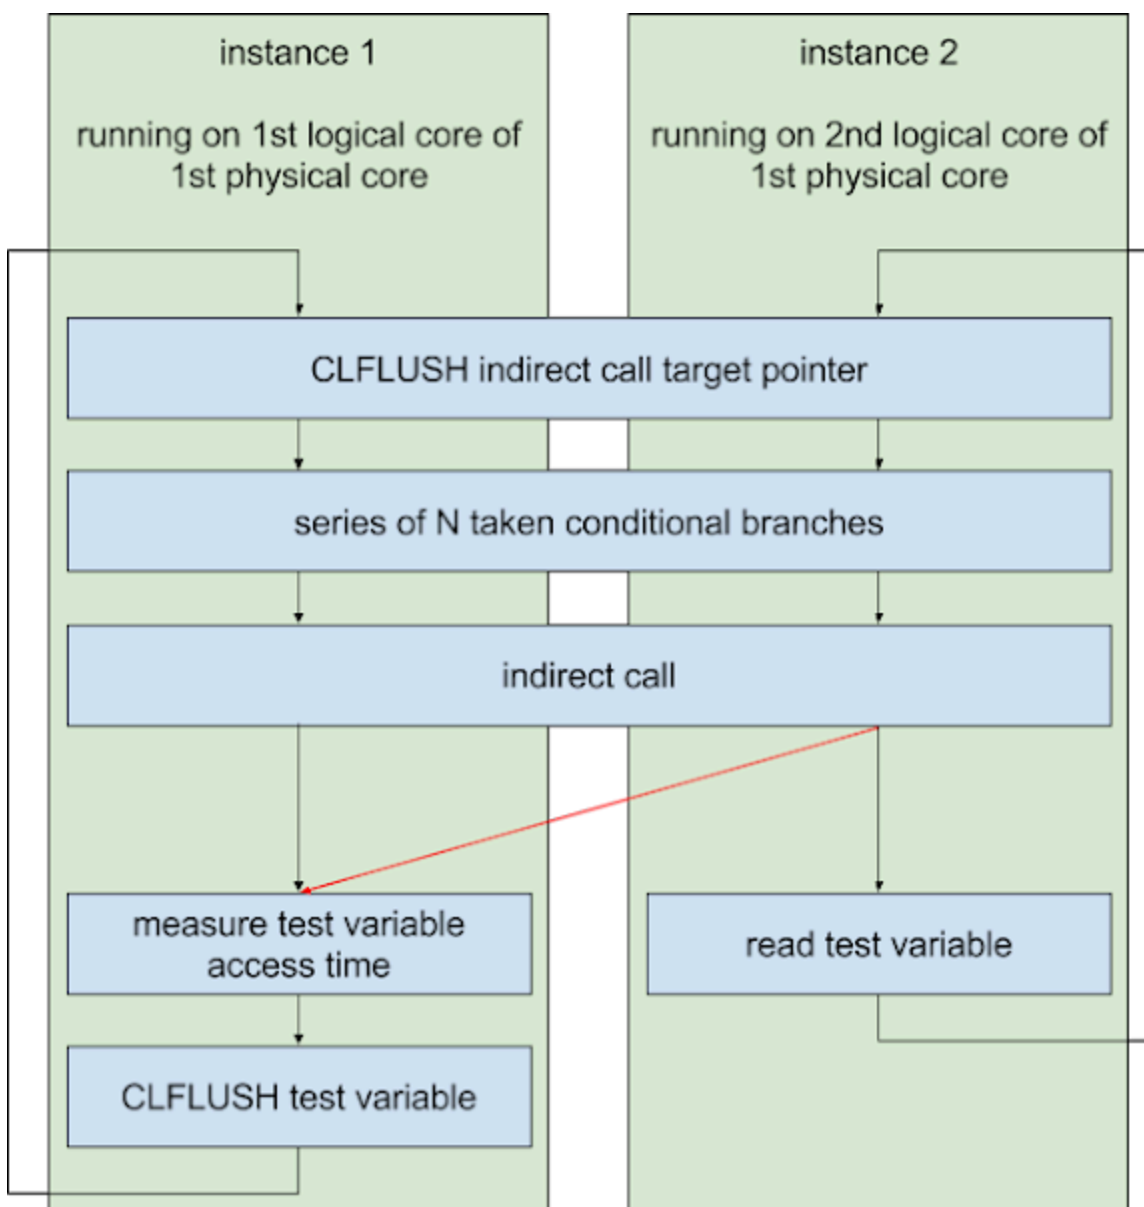 instance 1
running on 1st logical core of
1st physical core
instance 2
running on 2nd logical core of
1st physical core
CLFLUSH indirect call target pointer
series of N taken conditional branches
indirect call
measure test variable
access time
read test variable
CLFLUSH test variable